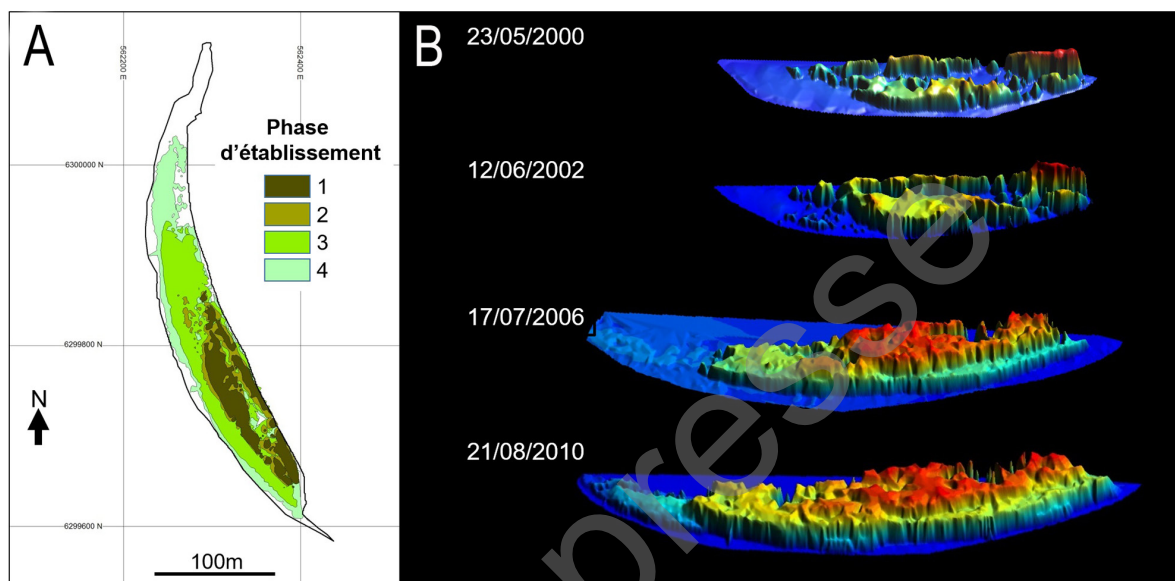 A
562200 E
562400 E
6300000 N
6299800 N
6299600 N
Phase
d'établissement
1
2
3
4
N
100m
B
23/05/2000
12/06/2002
17/07/2006
21/08/2010
presse